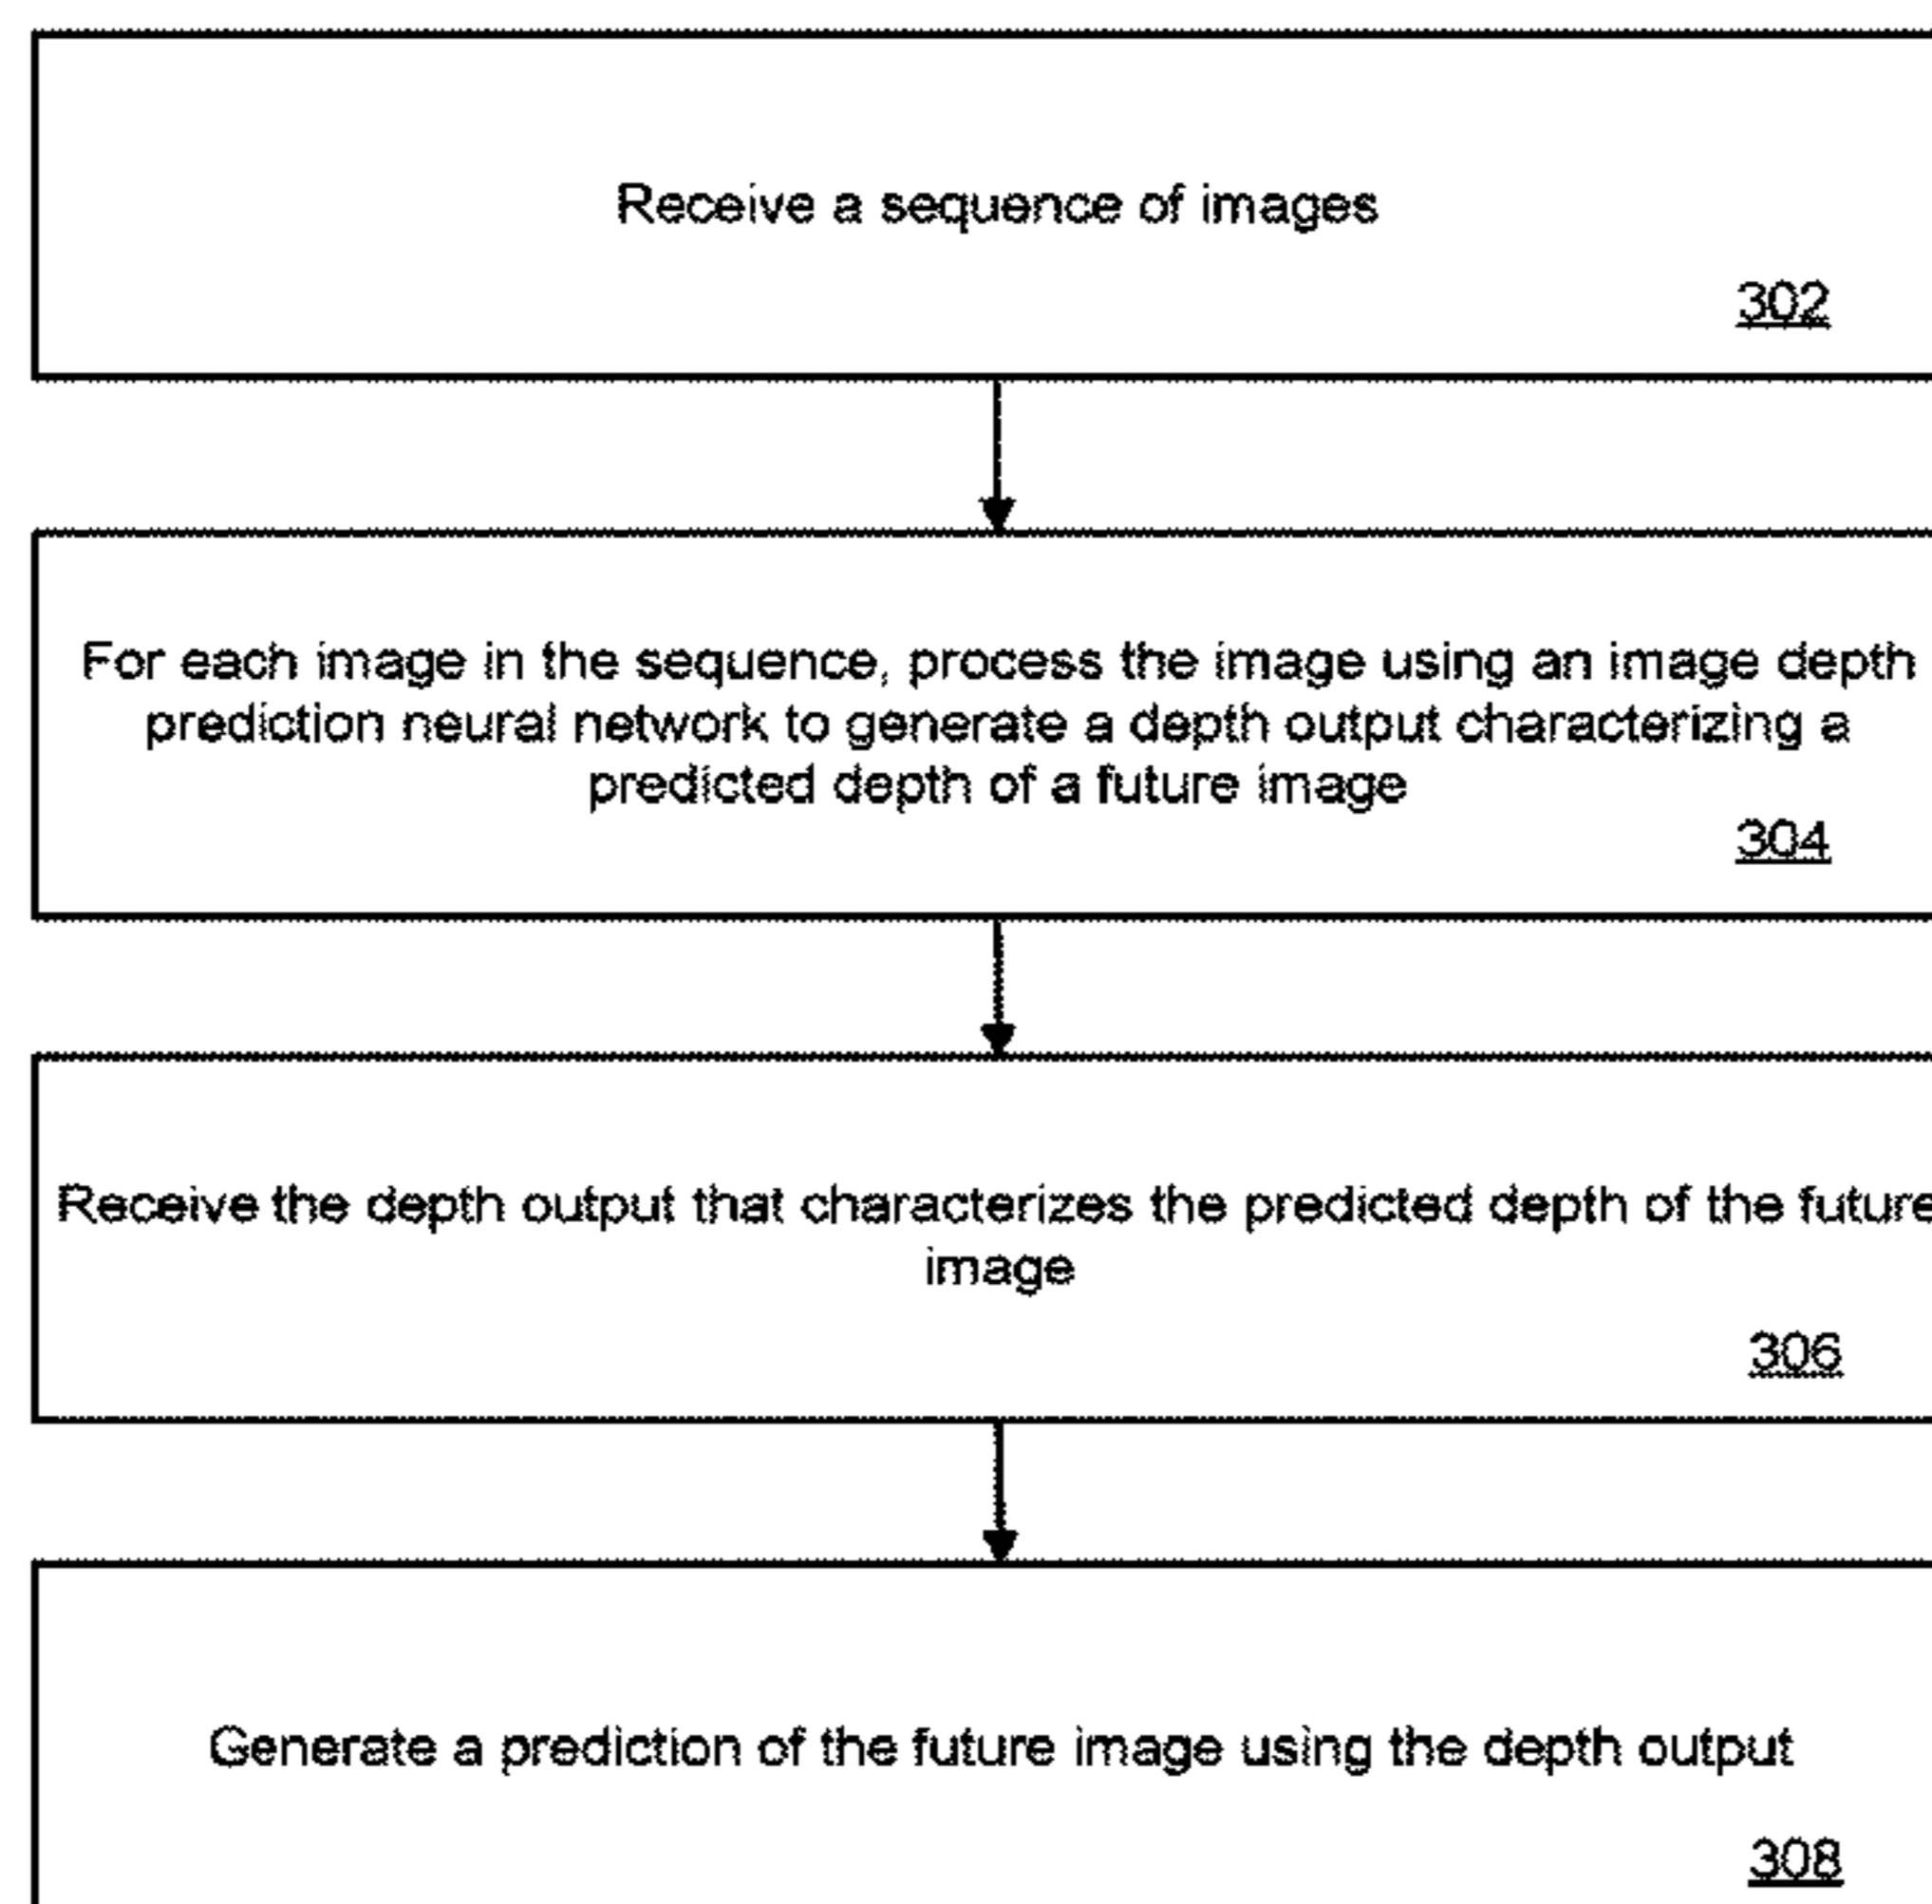 Receive a sequence of images
302
For each image in the sequence, process the image using an image depth
prediction neural network to generate a depth output characterizing a
predicted depth of a future image
304
Receive the depth output that characterizes the predicted depth of the future
image
306
Generate a prediction of the future image using the depth output
308